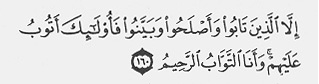 إِلَّا ٱلَّذِينَ تَابُوا۟ وَأَصْلَحُوا۟ وَبَيَّنُوا۟ فَأُو۟لَـٰٓئِكَ أَتُوبُ
عَلَيْهِمْ ۚ وَأَنَا ٱلتَّوَّابُ ٱلرَّحِيمُ ١٦٠